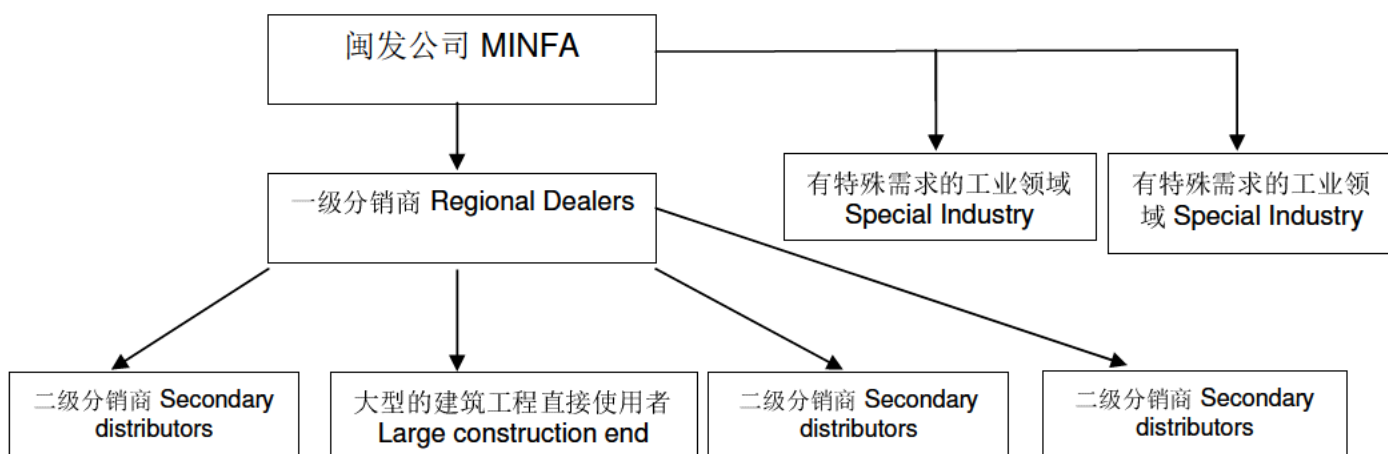 闽发公司 MINFA
有特殊需求的工业领域
Special Industry
有特殊需求的工业领
域 Special Industry
一级分销商 Regional Dealers
二级分销商 Secondary
distributors
大型的建筑工程直接使用者
Large construction end
二级分销商 Secondary
distributors
二级分销商 Secondary
distributors